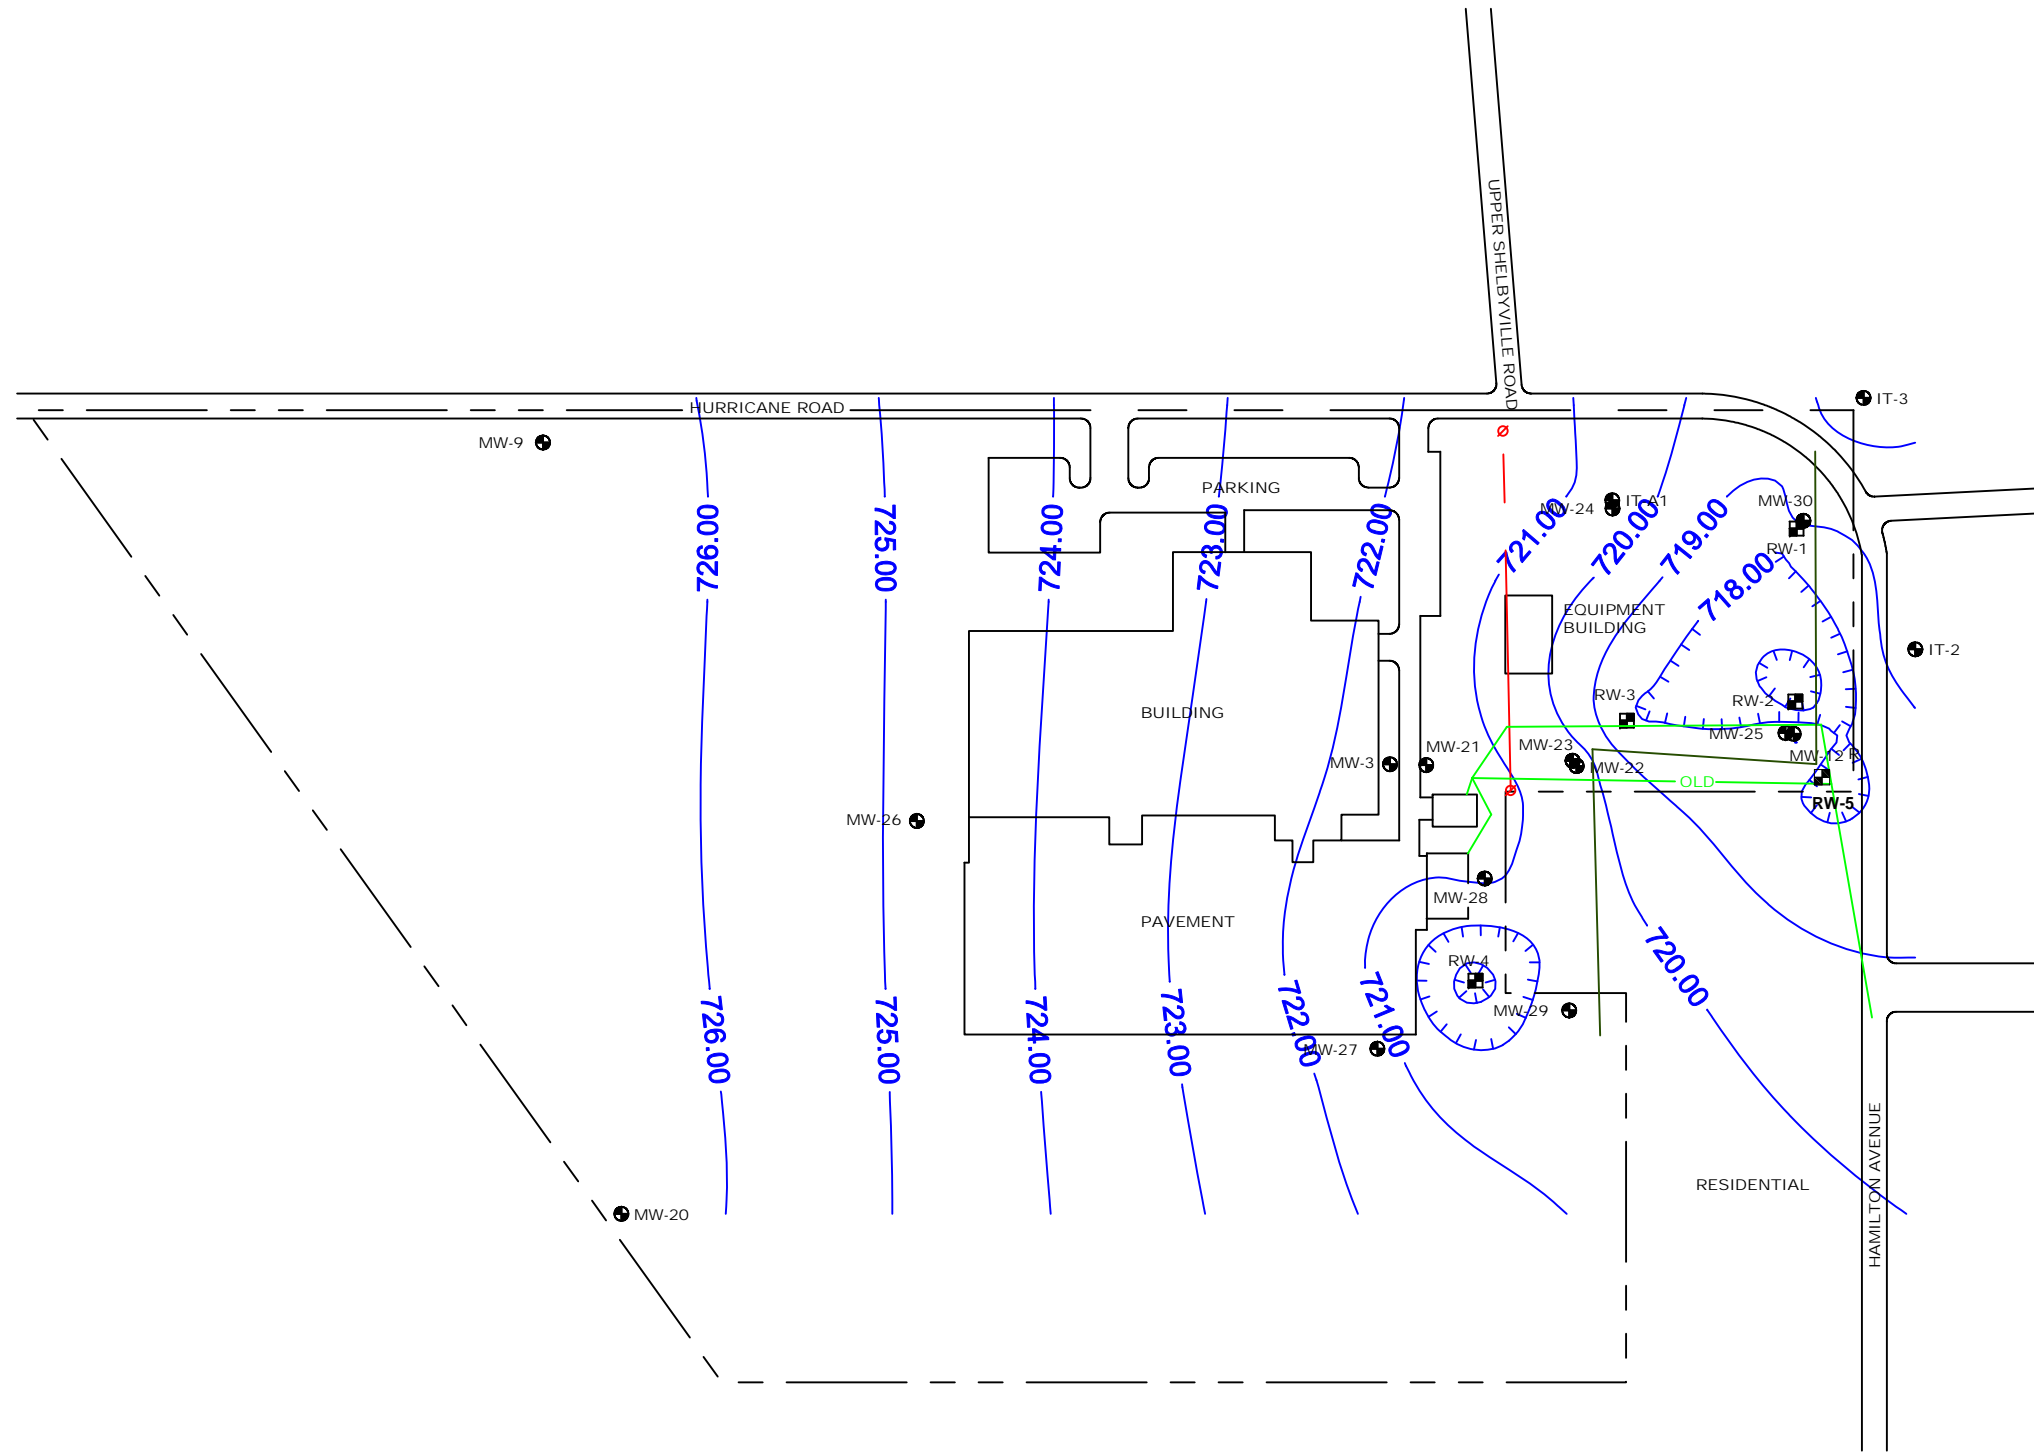 UPPER SHELBYVILLE ROAD
IT-3
HURRICANE ROAD
MW-9
PARKING
IT-A1
MW-24
MW-30
RW-1
726.00
725.00
724.00
723.00
722.00
721.00
720.00
719.00
718.00
EQUIPMENT
BUILDING
IT-2
RW-3
RW-2
BUILDING
MW-25
MW-21
MW-23
MW-12 R
MW-3
MW-22
OLD
RW-5
MW-26
MW-28
PAVEMENT
RW-4
MW-29
720.00
726.00
725.00
724.00
723.00
722.00
721.00
MW-27
RESIDENTIAL
HAMILTON AVENUE
MW-20